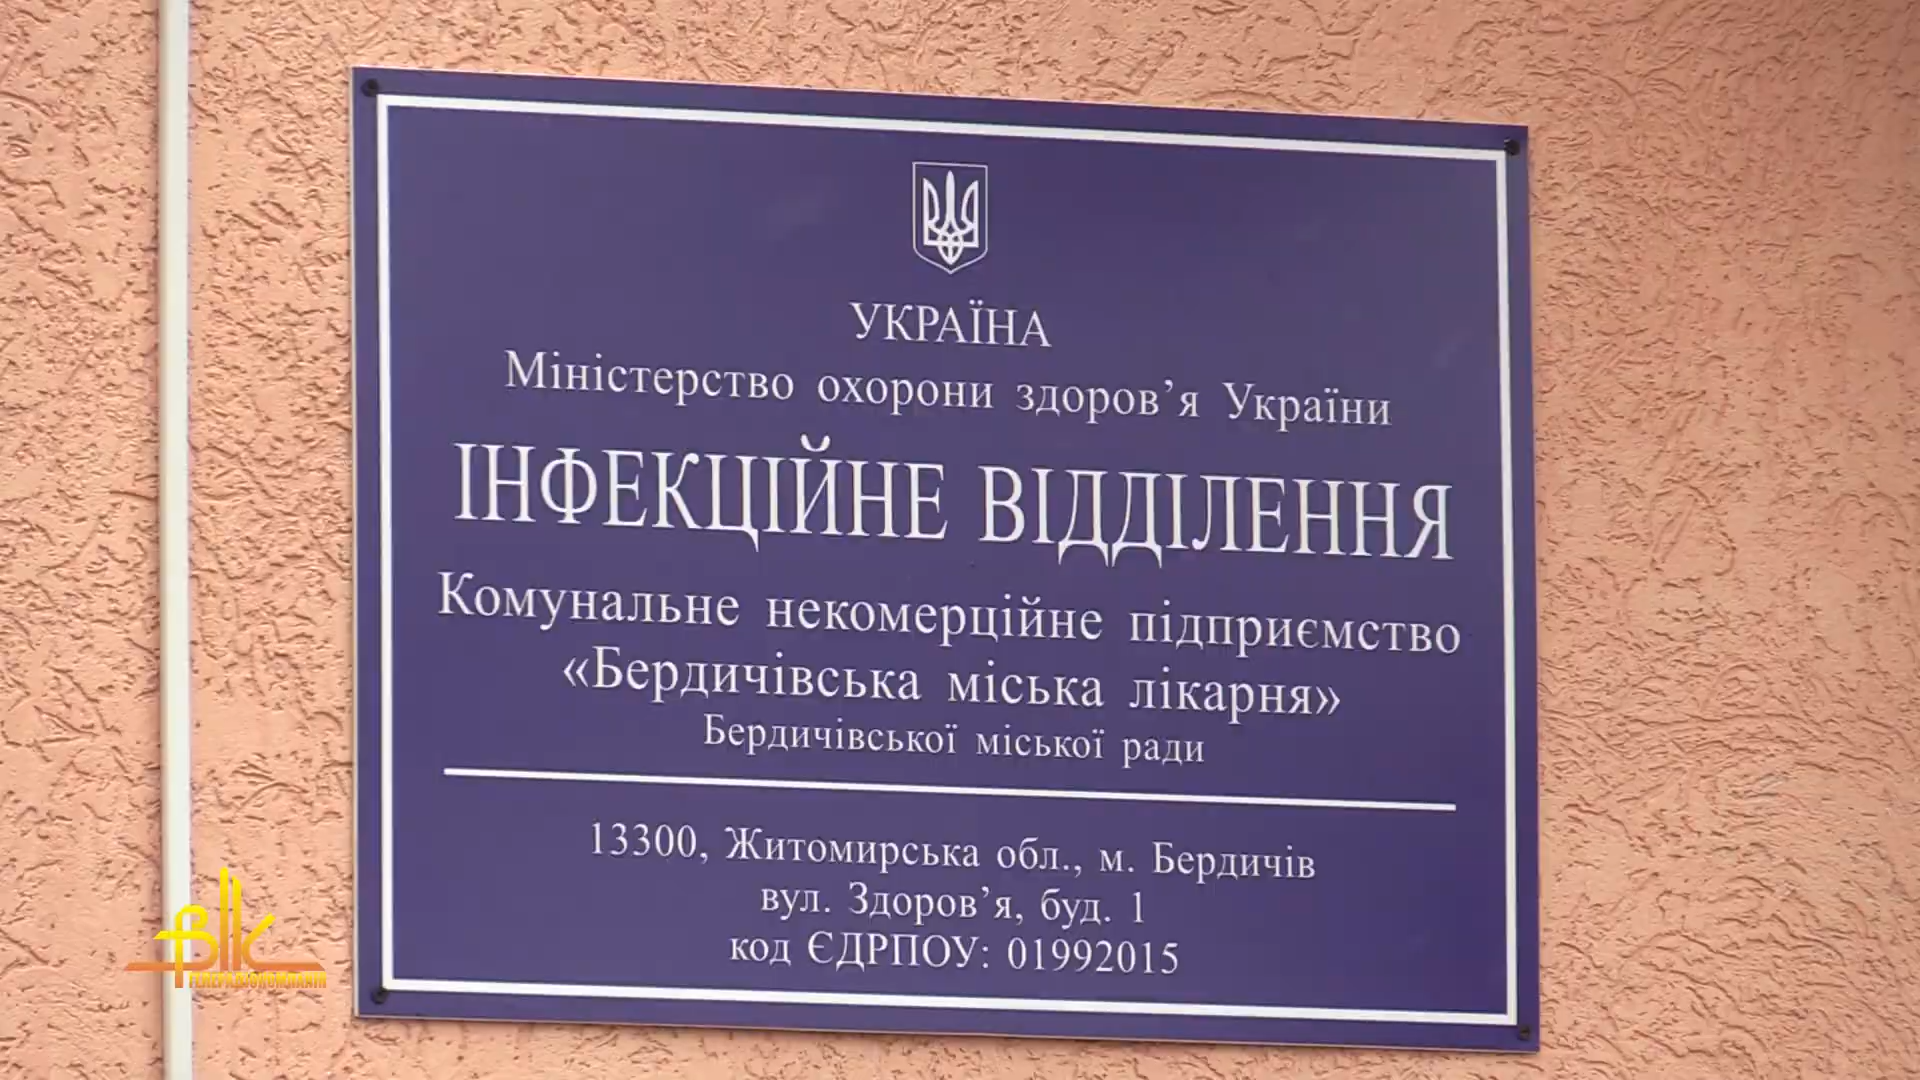 УКРАЇНА
Міністерство охорони здоров’я України
ІНФЕКЦІЙНЕ ВІДДІЛЕННЯ
Комунальне некомерційне підприємство
«Бердичівська міська лікарня»
Бердичівської міської ради
13300, Житомирська обл., м. Бердичів
вул. Здоров’я, буд. 1
код ЄДРПОУ: 01992015
ТЕЛЕРАДІОКОМПАНІЯ